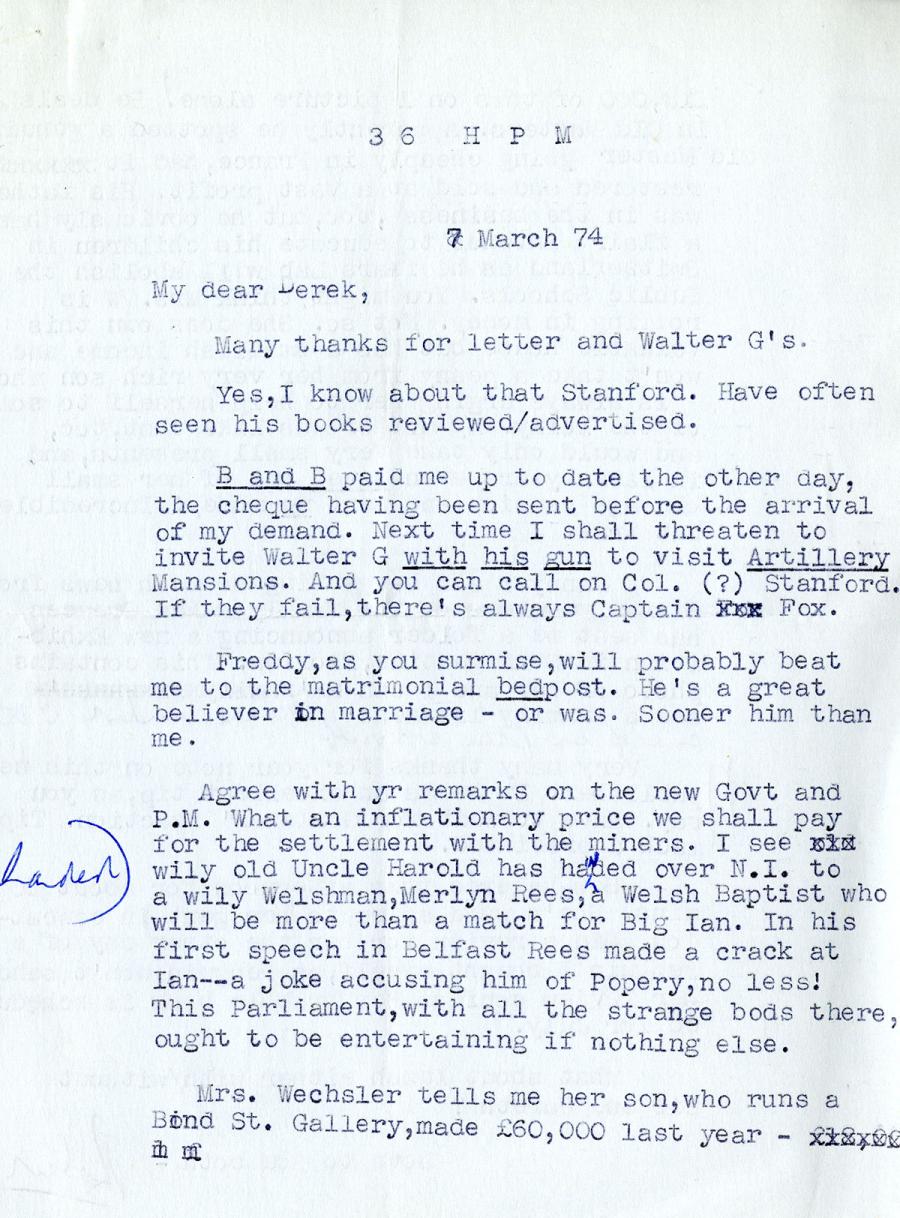 36 H P M
7 March 74
My dear Derek,
Many thanks for letter and Walter G's.
Yes,I know about that Stanford. Have often
seen his books reviewed/advertised.
B and B paid me up to date the other day,
the cheque having been sent before the arrival
of my demand. Next time I shall threaten to
invite Walter G with his gun to visit Artillery
Mansions. And you can call on Col. (?) Stanford.
If they fail,there's always Captain Fox.
Freddy,as you surmise,will probably beat
me to the matrimonial bedpost. He's a great
believer in marriage - or was. Sooner him than
me.
Agree with yr remarks on the new Govt and
P.M. What an inflationary price we shall pay
for the settlement with the miners. I see
wily old Uncle Harold has handed over N.I. to
handed
a wily Welshman,Merlyn Rees,a Welsh Baptist who
will be more than a match for Big Ian. In his
first speech in Belfast Rees made a crack at
Ian--a joke accusing him of Popery,no less!
This Parliament,with all the strange bods there,
ought to be entertaining if nothing else.
Mrs. Wechsler tells me her son,who runs a
Bond St. Gallery,made £60,000 last year -